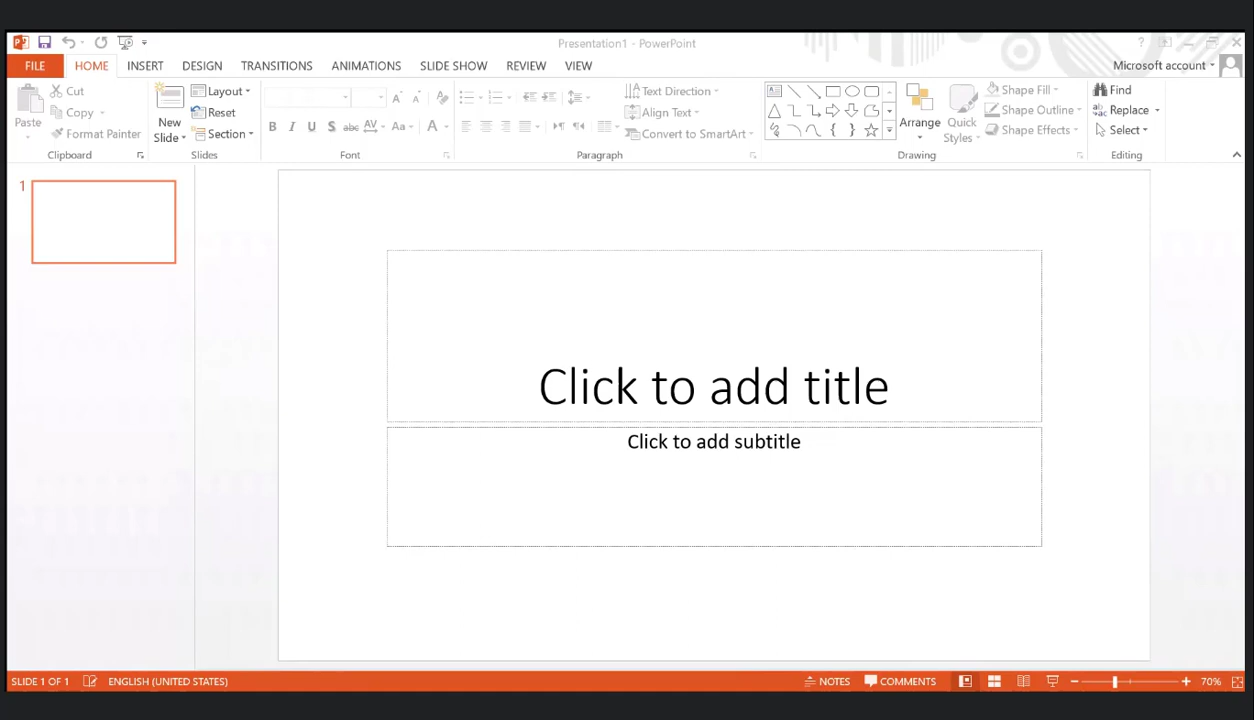 Presentation1 - PowerPoint
?
FILE HOME INSERT DESIGN TRANSITIONS ANIMATIONS SLIDE SHOW REVIEW VIEW
Microsoft account
Paste
Cut
Copy
Format Painter
Clipboard
New
Slide
Layout
Reset
Section
Slides
B I U S abc AV Aa A
Font
Text Direction
Align Text
Convert to SmartArt
Paragraph
Arrange
Quick
Styles
Shape Fill
Shape Outline
Shape Effects
Drawing
Find
Replace
Select
Editing
1
Click to add title
Click to add subtitle
SLIDE 1 OF 1 ENGLISH (UNITED STATES) NOTES COMMENTS 70%